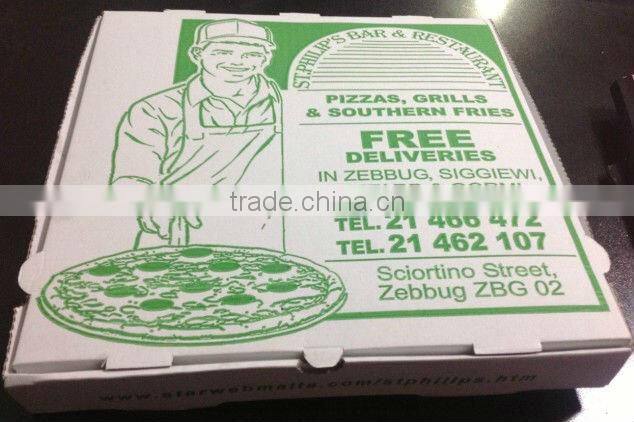 ST.PHILIP'S BAR & RESTAURANT
PIZZAS, GRILLS
& SOUTHERN FRIES
FREE
DELIVERIES
IN ZEBBUG, SIGGIEWI,
trade.china.cn
TEL. 21 466 472
TEL. 21 462 107
Sciortino Street,
Zebbug ZBG 02
www.starwebmalta.com/stphilips.htm